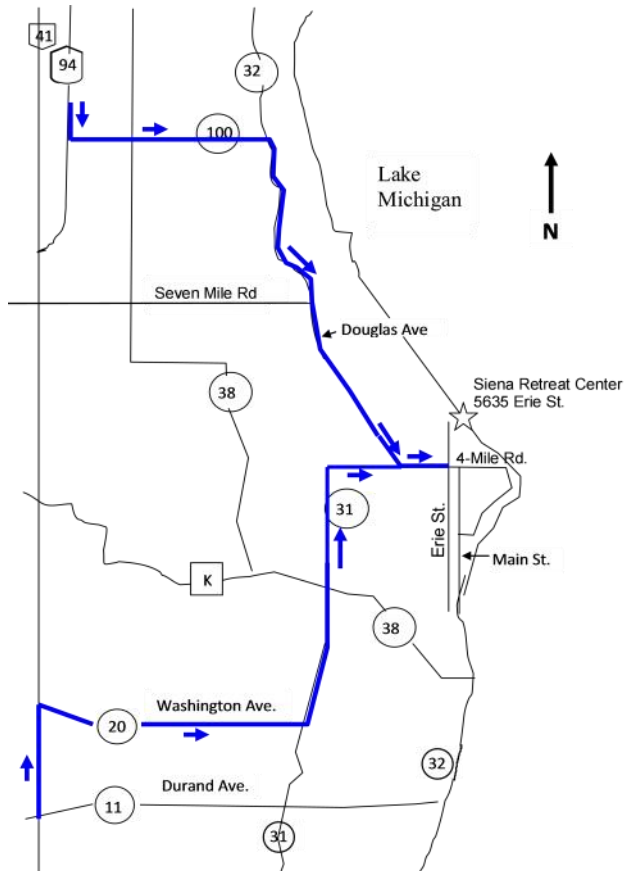 41
94
32
100
Lake
Michigan
N
Seven Mile Rd
Douglas Ave
38
Siena Retreat Center
5635 Erie St.
4-Mile Rd.
31
Erie St.
Main St.
K
38
Washington Ave.
20
32
Durand Ave.
11
31